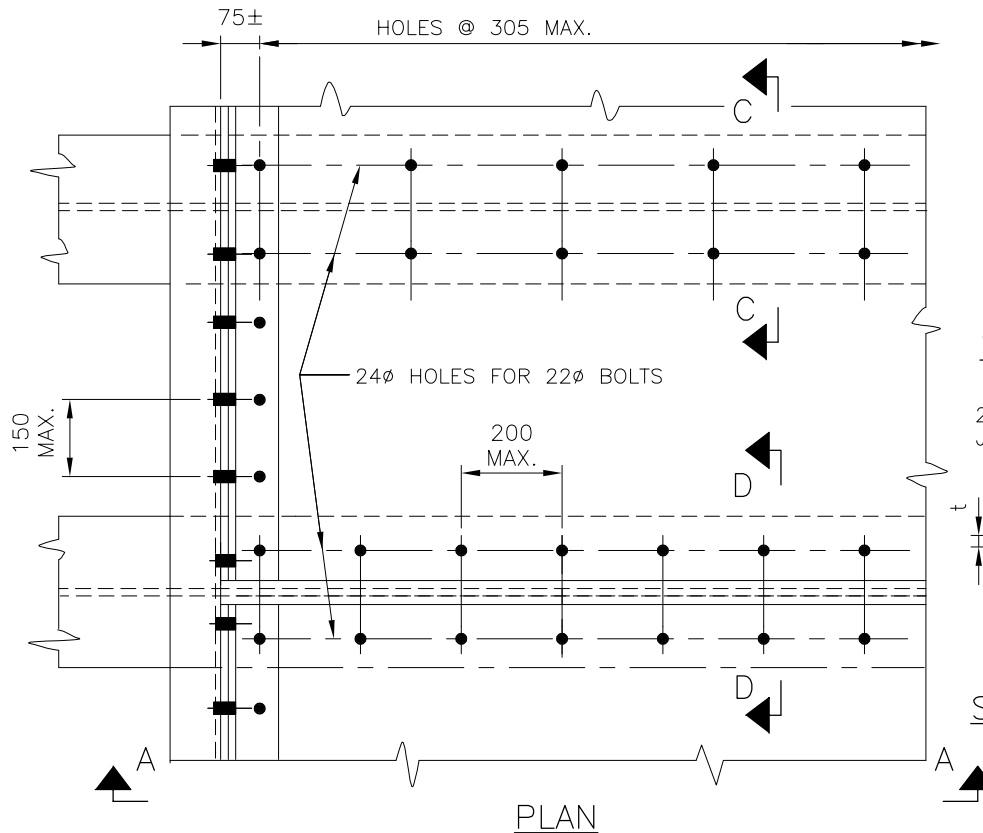 75±
HOLES @ 305 MAX.
C
C
24ø HOLES FOR 22ø BOLTS
150
MAX.
200
MAX.
D
t
D
A
A
PLAN